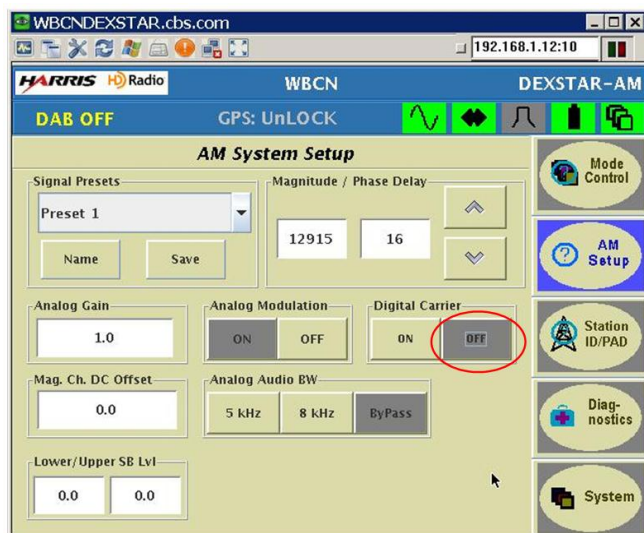 WBCNDEXSTAR.cbs.com
192.168.1.12:10
HARRIS HD Radio WBCN DEXSTAR-AM
DAB OFF GPS: UnLOCK
AM System Setup
Signal Presets
Preset 1
Name Save
Magnitude / Phase Delay
12915 16
Analog Gain
1.0
Analog Modulation
ON OFF
Digital Carrier
ON OFF
Mag. Ch. DC Offset
0.0
Analog Audio BW
5 kHz 8 kHz ByPass
Lower/Upper SB Lvl
0.0 0.0
Mode
Control
AM
Setup
Station
ID/PAD
Diag-
nostics
System